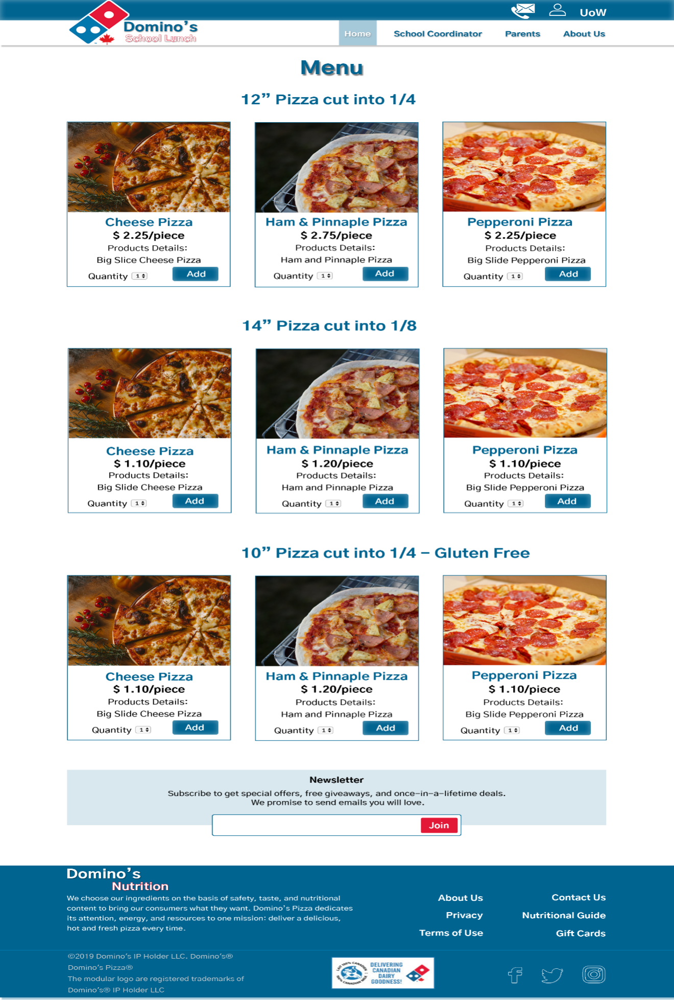 UoW
Domino's
School Lunch
Home School Coordinator Parents About Us
Menu
12” Pizza cut into 1/4
Cheese Pizza
$ 2.25/piece
Products Details:
Big Slice Cheese Pizza
Quantity 1 Add
Ham & Pinnaple Pizza
$ 2.75/piece
Products Details:
Ham and Pinnaple Pizza
Quantity 1 Add
Pepperoni Pizza
$ 2.25/piece
Products Details:
Big Slide Pepperoni Pizza
Quantity 1 Add
14” Pizza cut into 1/8
Cheese Pizza
$ 1.10/piece
Products Details:
Big Slide Cheese Pizza
Quantity 1 Add
Ham & Pinnaple Pizza
$ 1.20/piece
Products Details:
Ham and Pinnaple Pizza
Quantity 1 Add
Pepperoni Pizza
$ 1.10/piece
Products Details:
Big Slide Pepperoni Pizza
Quantity 1 Add
10” Pizza cut into 1/4 - Gluten Free
Cheese Pizza
$ 1.10/piece
Products Details:
Big Slide Cheese Pizza
Quantity 1 Add
Ham & Pinnaple Pizza
$ 1.20/piece
Products Details:
Ham and Pinnaple Pizza
Quantity 1 Add
Pepperoni Pizza
$ 1.10/piece
Products Details:
Big Slide Pepperoni Pizza
Quantity 1 Add
Newsletter
Subscribe to get special offers, free giveaways, and once-in-a-lifetime deals.
We promise to send emails you will love.
Join
Domino's
Nutrition
We choose our ingredients on the basis of safety, taste, and nutritional
content to bring our consumers what they want. Domino's Pizza dedicates
its attention, energy, and resources to one mission: deliver a delicious,
hot and fresh pizza every time.
About Us
Privacy
Terms of Use
Contact Us
Nutritional Guide
Gift Cards
©2019 Domino's IP Holder LLC. Domino's®
Domino's Pizza®
The modular logo are registered trademarks of
Domino's® IP Holder LLC
LAIT 100% CANADIEN
100% CANADIAN MILK
DELIVERING
CANADIAN
DAIRY
GOODNESS!